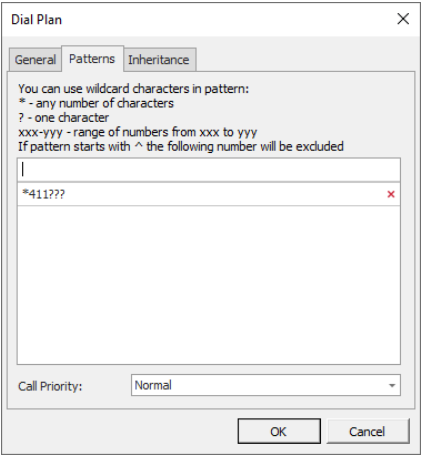 Dial Plan
General Patterns Inheritance
You can use wildcard characters in pattern:
* - any number of characters
? - one character
xxx-yyy - range of numbers from xxx to yyy
If pattern starts with ^ the following number will be excluded
*411???
Call Priority: Normal
OK Cancel